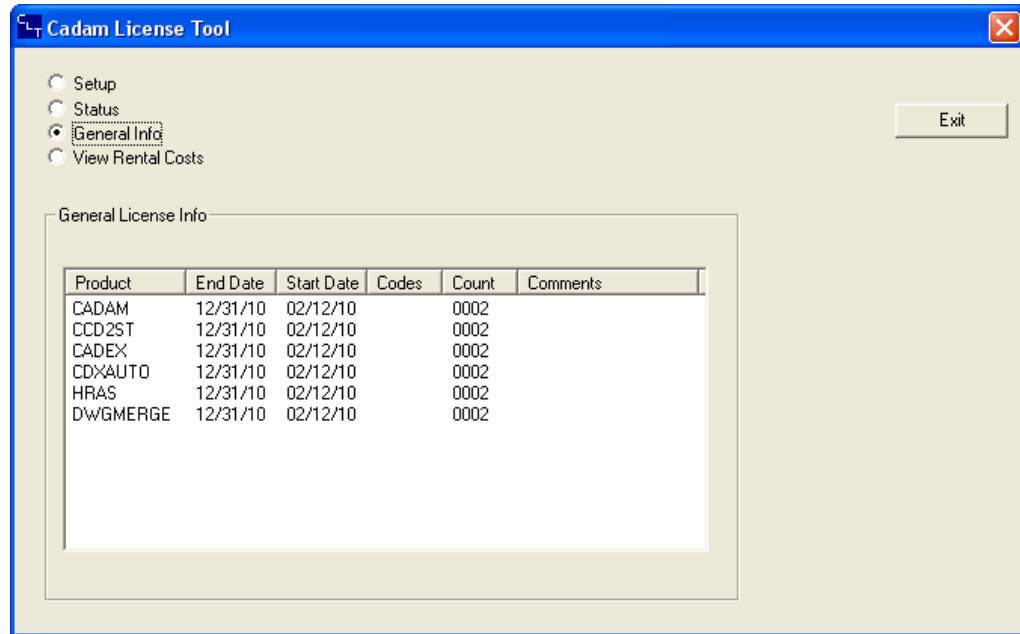 CLT Cadam License Tool
Setup
Status
General Info
View Rental Costs
Exit
General License Info
Product End Date Start Date Codes Count Comments
CADAM 12/31/10 02/12/10 0002
CCD2ST 12/31/10 02/12/10 0002
CADEX 12/31/10 02/12/10 0002
CDXAUTO 12/31/10 02/12/10 0002
HRAS 12/31/10 02/12/10 0002
DWGMERGE 12/31/10 02/12/10 0002